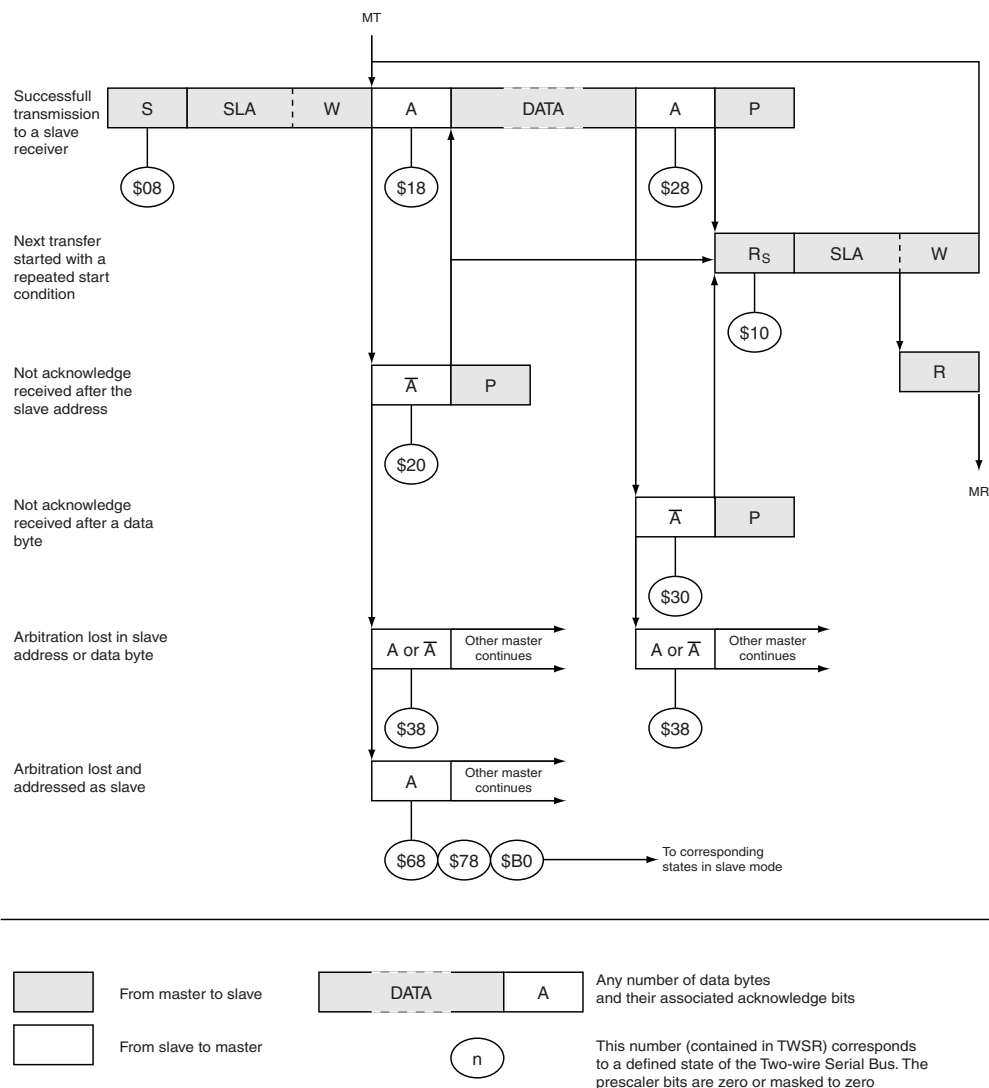 MT
Successfull
transmission
to a slave
receiver
S SLA W A DATA A P
$08 $18 $28
Next transfer
started with a
repeated start
condition
RS SLA W
$10
Not acknowledge
received after the
slave address
A̅ P
R
$20
MR
Not acknowledge
received after a data
byte
A̅ P
$30
Arbitration lost in slave
address or data byte
A or A̅ Other master
continues
A or A̅ Other master
continues
$38 $38
Arbitration lost and
addressed as slave
A Other master
continues
$68 $78 $B0
To corresponding
states in slave mode
From master to slave
DATA A
Any number of data bytes
and their associated acknowledge bits
From slave to master
n
This number (contained in TWSR) corresponds
to a defined state of the Two-wire Serial Bus. The
prescaler bits are zero or masked to zero